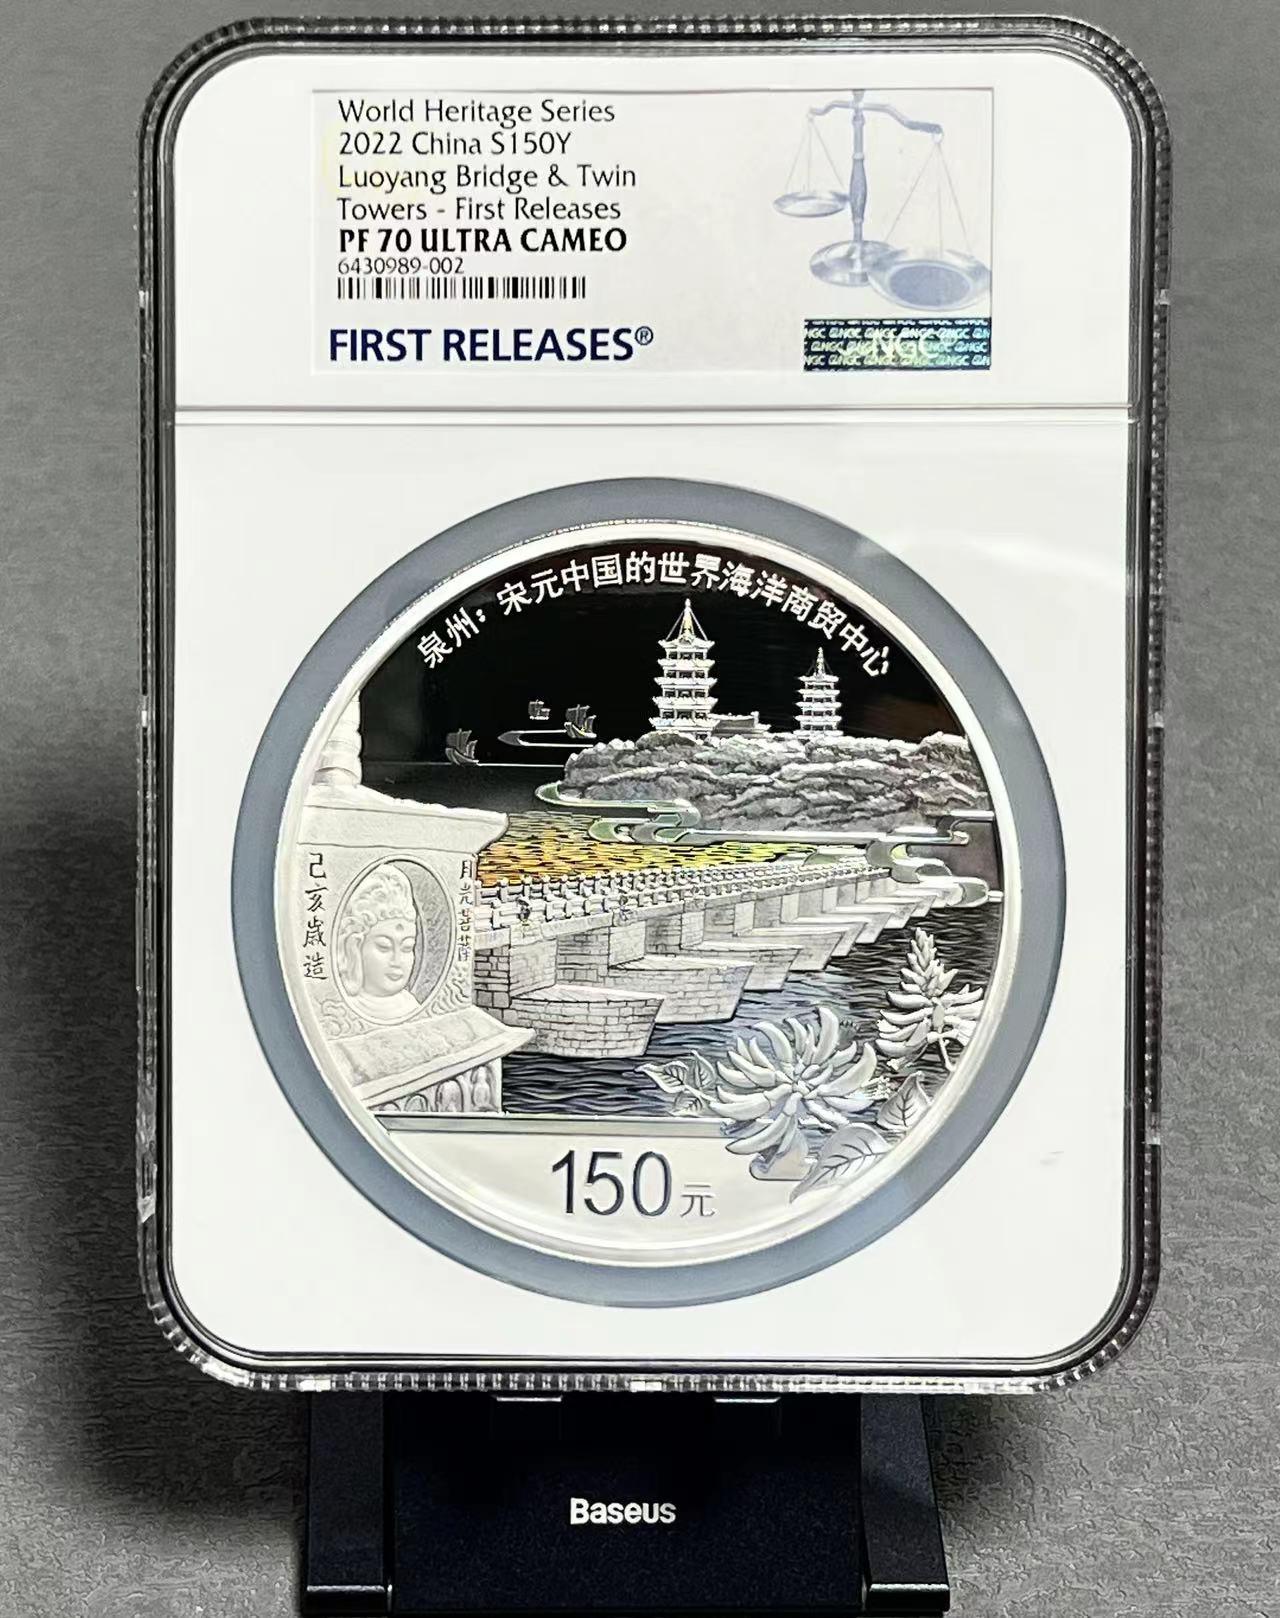 World Heritage Series
2022 China S150Y
Luoyang Bridge & Twin
Towers - First Releases
PF 70 ULTRA CAMEO
6430989-002
FIRST RELEASES®
NGC
泉州：宋元中国的世界海洋商贸中心
己亥岁造
月光菩萨
150元
Baseus